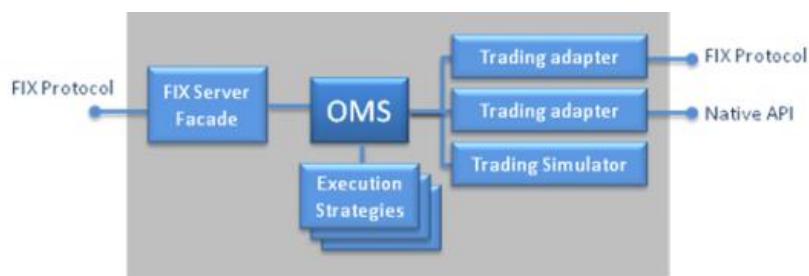 FIX Protocol
FIX Server
Facade
OMS
Execution
Strategies
Trading adapter
FIX Protocol
Trading adapter
Native API
Trading Simulator